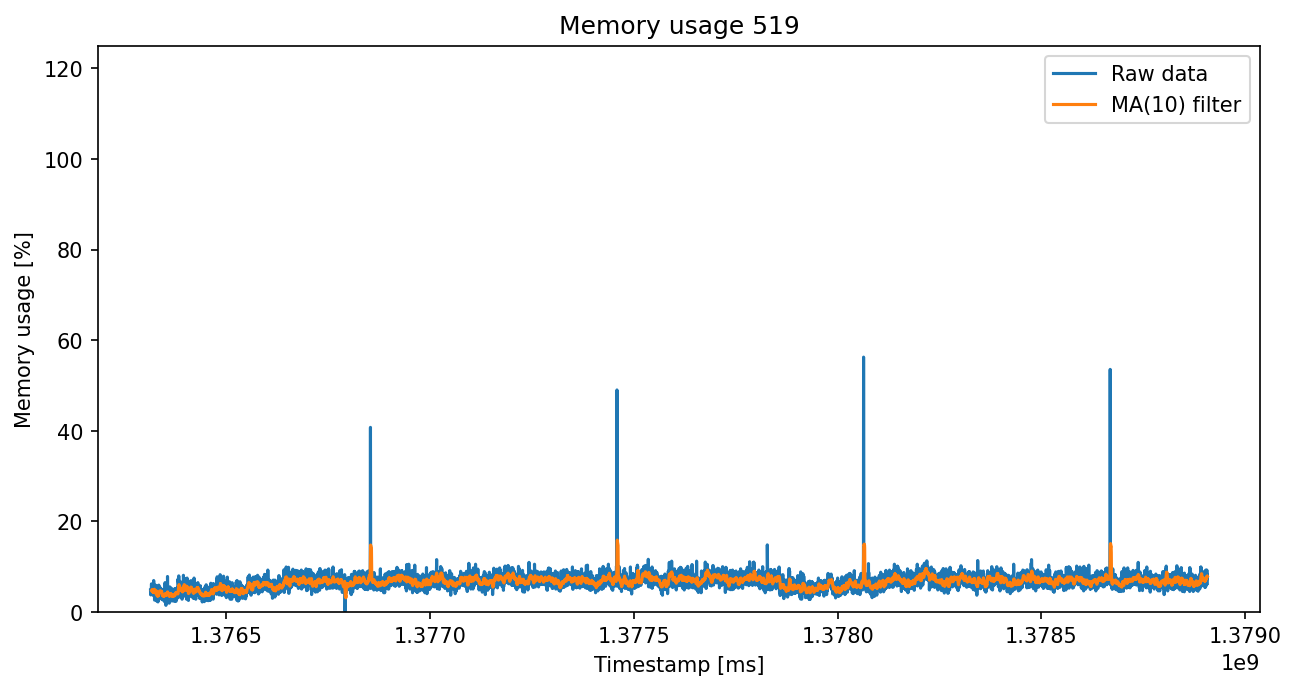 Memory usage 519
Raw data
MA(10) filter
Memory usage [%]
120
100
80
60
40
20
0
1.3765 1.3770 1.3775 1.3780 1.3785 1.3790
1e9
Timestamp [ms]